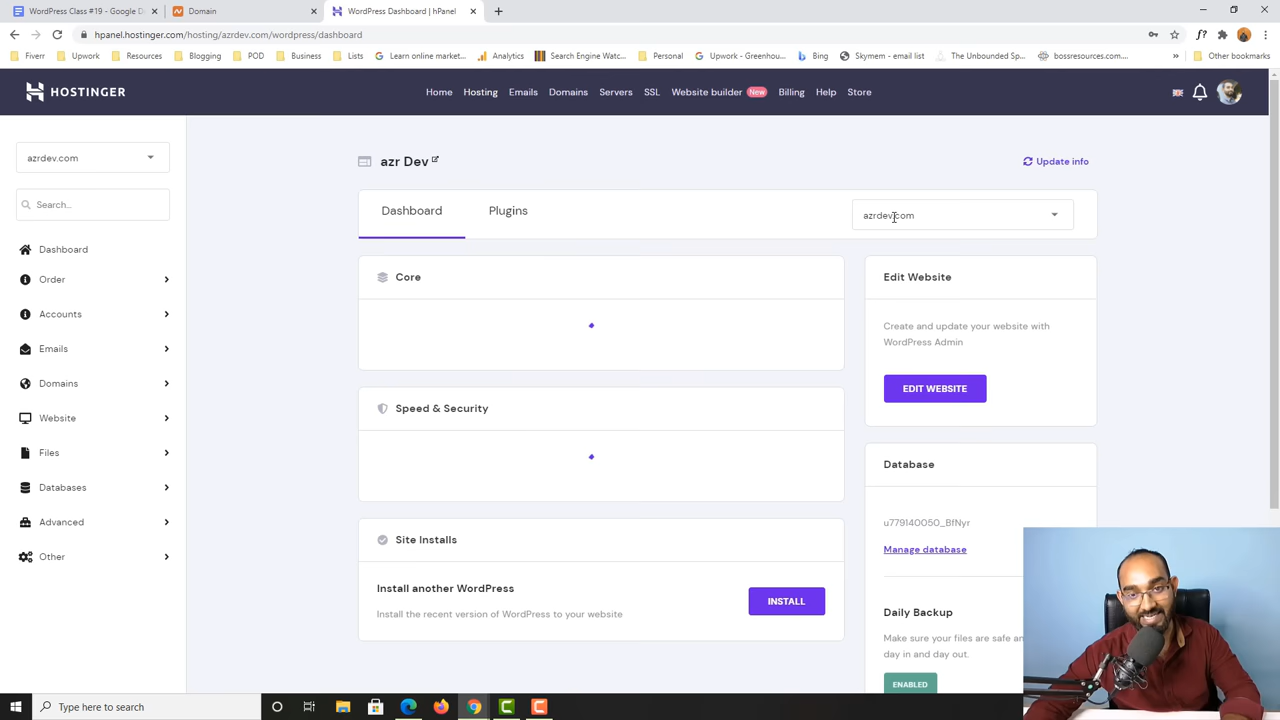 WordPress Class #19 - Google D
Domain
WordPress Dashboard | hPanel
hpanel.hostinger.com/hosting/azrdev.com/wordpress/dashboard
Fiverr
Upwork
Resources
Blogging
POD
Business
Lists
Learn online market...
Analytics
Search Engine Watc...
Personal
Upwork – Greenhou...
Bing
Skymem - email list
The Unbounded Sp...
bossresources.com...
Other bookmarks
HOSTINGER
Home
Hosting
Emails
Domains
Servers
SSL
Website builder New
Billing
Help
Store
azrdev.com
azr Dev
Update info
Search...
Dashboard
Plugins
azrdev.com
Dashboard
Order
Accounts
Emails
Domains
Website
Files
Databases
Advanced
Other
Core
Speed & Security
Site Installs
Install another WordPress
Install the recent version of WordPress to your website
INSTALL
Edit Website
Create and update your website with
WordPress Admin
EDIT WEBSITE
Database
u779140050_BfNyr
Manage database
Daily Backup
Make sure your files are safe an
day in and day out.
ENABLED
Type here to search